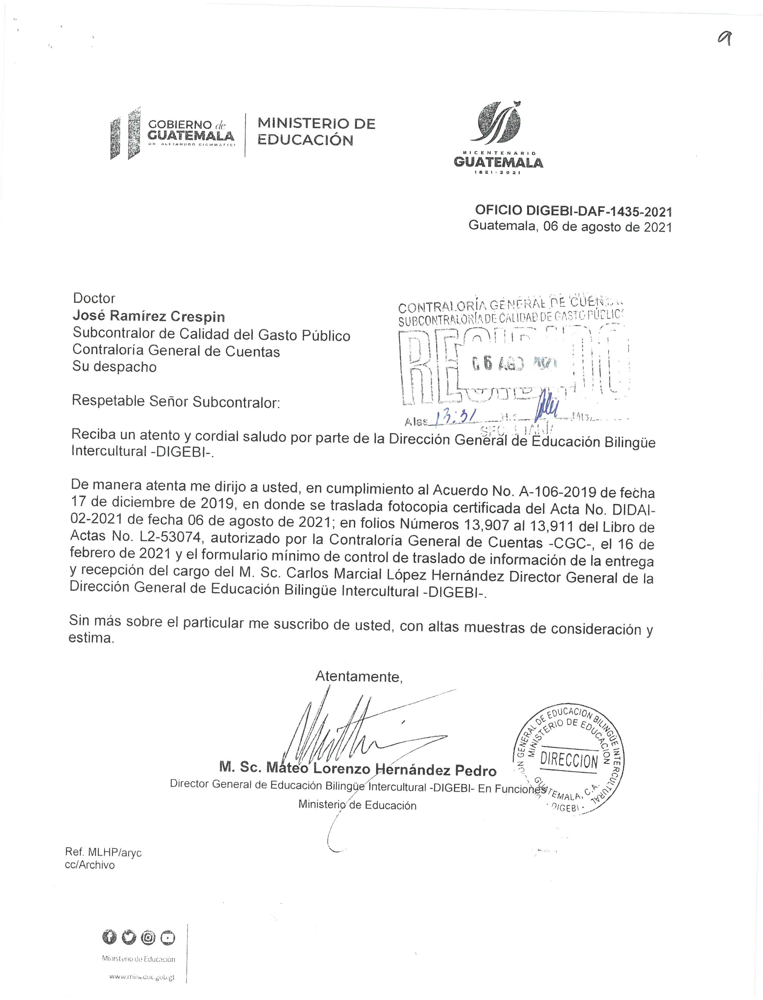 a
GOBIERNO de
GUATEMALA
DR. ALEJANDRO GIAMMATTEI
MINISTERIO DE
EDUCACIÓN
BICENTENARIO
GUATEMALA
1821-2021
OFICIO DIGEBI-DAF-1435-2021
Guatemala, 06 de agosto de 2021
Doctor
José Ramírez Crespin
Subcontralor de Calidad del Gasto Público
Contraloría General de Cuentas
Su despacho
CONTRALORÍA GENERAL DE
SUBCONTRALORÍA DE CALIDAD DE GASTO PÚBLIC
RECIBIDO
06 AGO 2021
A las 13:31 Hrs. Mts.
Respetable Señor Subcontralor:
Reciba un atento y cordial saludo por parte de la Dirección General de Educación Bilingüe
Intercultural -DIGEBI-.
De manera atenta me dirijo a usted, en cumplimiento al Acuerdo No. A-106-2019 de fecha
17 de diciembre de 2019, en donde se traslada fotocopia certificada del Acta No. DIDAI-
02-2021 de fecha 06 de agosto de 2021; en folios Números 13,907 al 13,911 del Libro de
Actas No. L2-53074, autorizado por la Contraloría General de Cuentas -CGC-, el 16 de
febrero de 2021 y el formulario mínimo de control de traslado de información de la entrega
y recepción del cargo del M. Sc. Carlos Marcial López Hernández Director General de la
Dirección General de Educación Bilingüe Intercultural -DIGEBI-.
Sin más sobre el particular me suscribo de usted, con altas muestras de consideración y
estima.
Atentamente,
M. Sc. Mateo Lorenzo Hernández Pedro
Director General de Educación Bilingüe Intercultural -DIGEBI- En Funciones
Ministerio de Educación
GENERAL DE EDUCACION BILINGÜE INTERCULTURAL
MINISTERIO DE EDUCACION
DIRECCION
GUATEMALA, C.A.
· DIGEBI ·
Ref. MLHP/aryc
cc/Archivo
Ministerio de Educación
www.mineduc.gob.gt